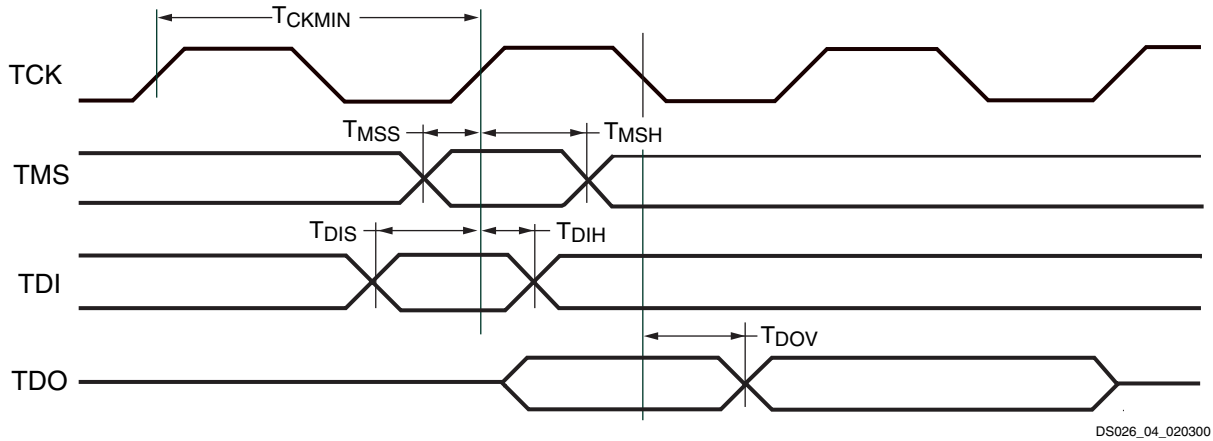 TCKMIN
TCK
TMSS TMSH
TMS
TDIS TDIH
TDI
TDOV
TDO
DS026_04_020300